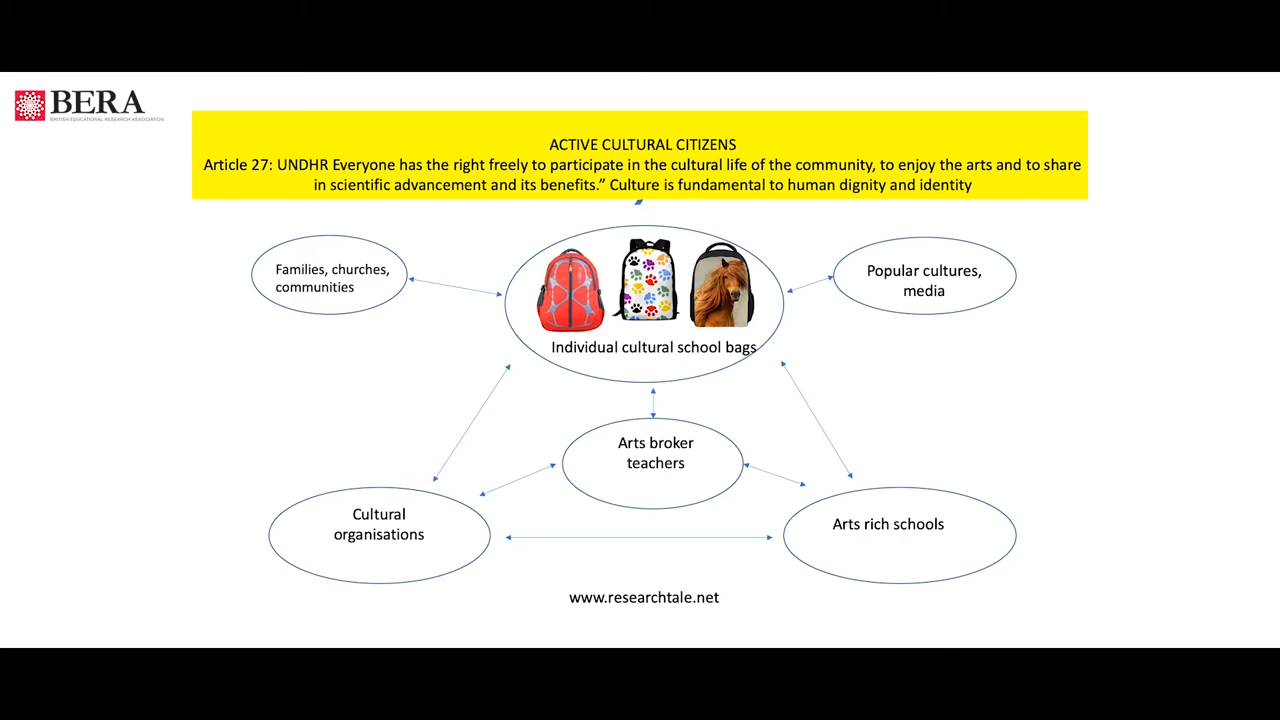 BERA
BRITISH EDUCATIONAL RESEARCH ASSOCIATION
ACTIVE CULTURAL CITIZENS
Article 27: UNDHR Everyone has the right freely to participate in the cultural life of the community, to enjoy the arts and to share
in scientific advancement and its benefits.” Culture is fundamental to human dignity and identity
Families, churches,
communities
Individual cultural school bags
Popular cultures,
media
Arts broker
teachers
Cultural
organisations
Arts rich schools
www.researchtale.net